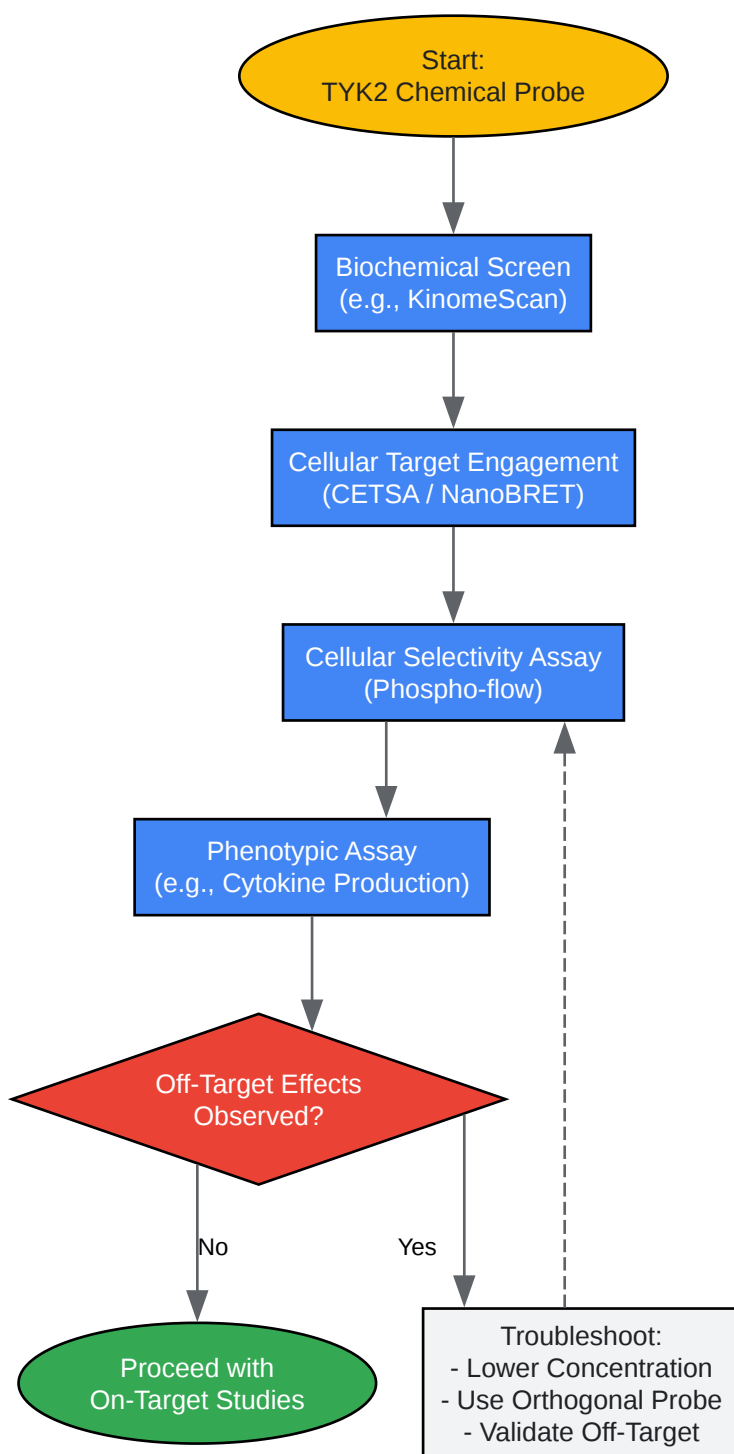 Start:
TYK2 Chemical Probe
Biochemical Screen
(e.g., KinomeScan)
Cellular Target Engagement
(CETSA / NanoBRET)
Cellular Selectivity Assay
(Phospho-flow)
Phenotypic Assay
(e.g., Cytokine Production)
Off-Target Effects
Observed?
No
Yes
Proceed with
On-Target Studies
Troubleshoot:
- Lower Concentration
- Use Orthogonal Probe
- Validate Off-Target